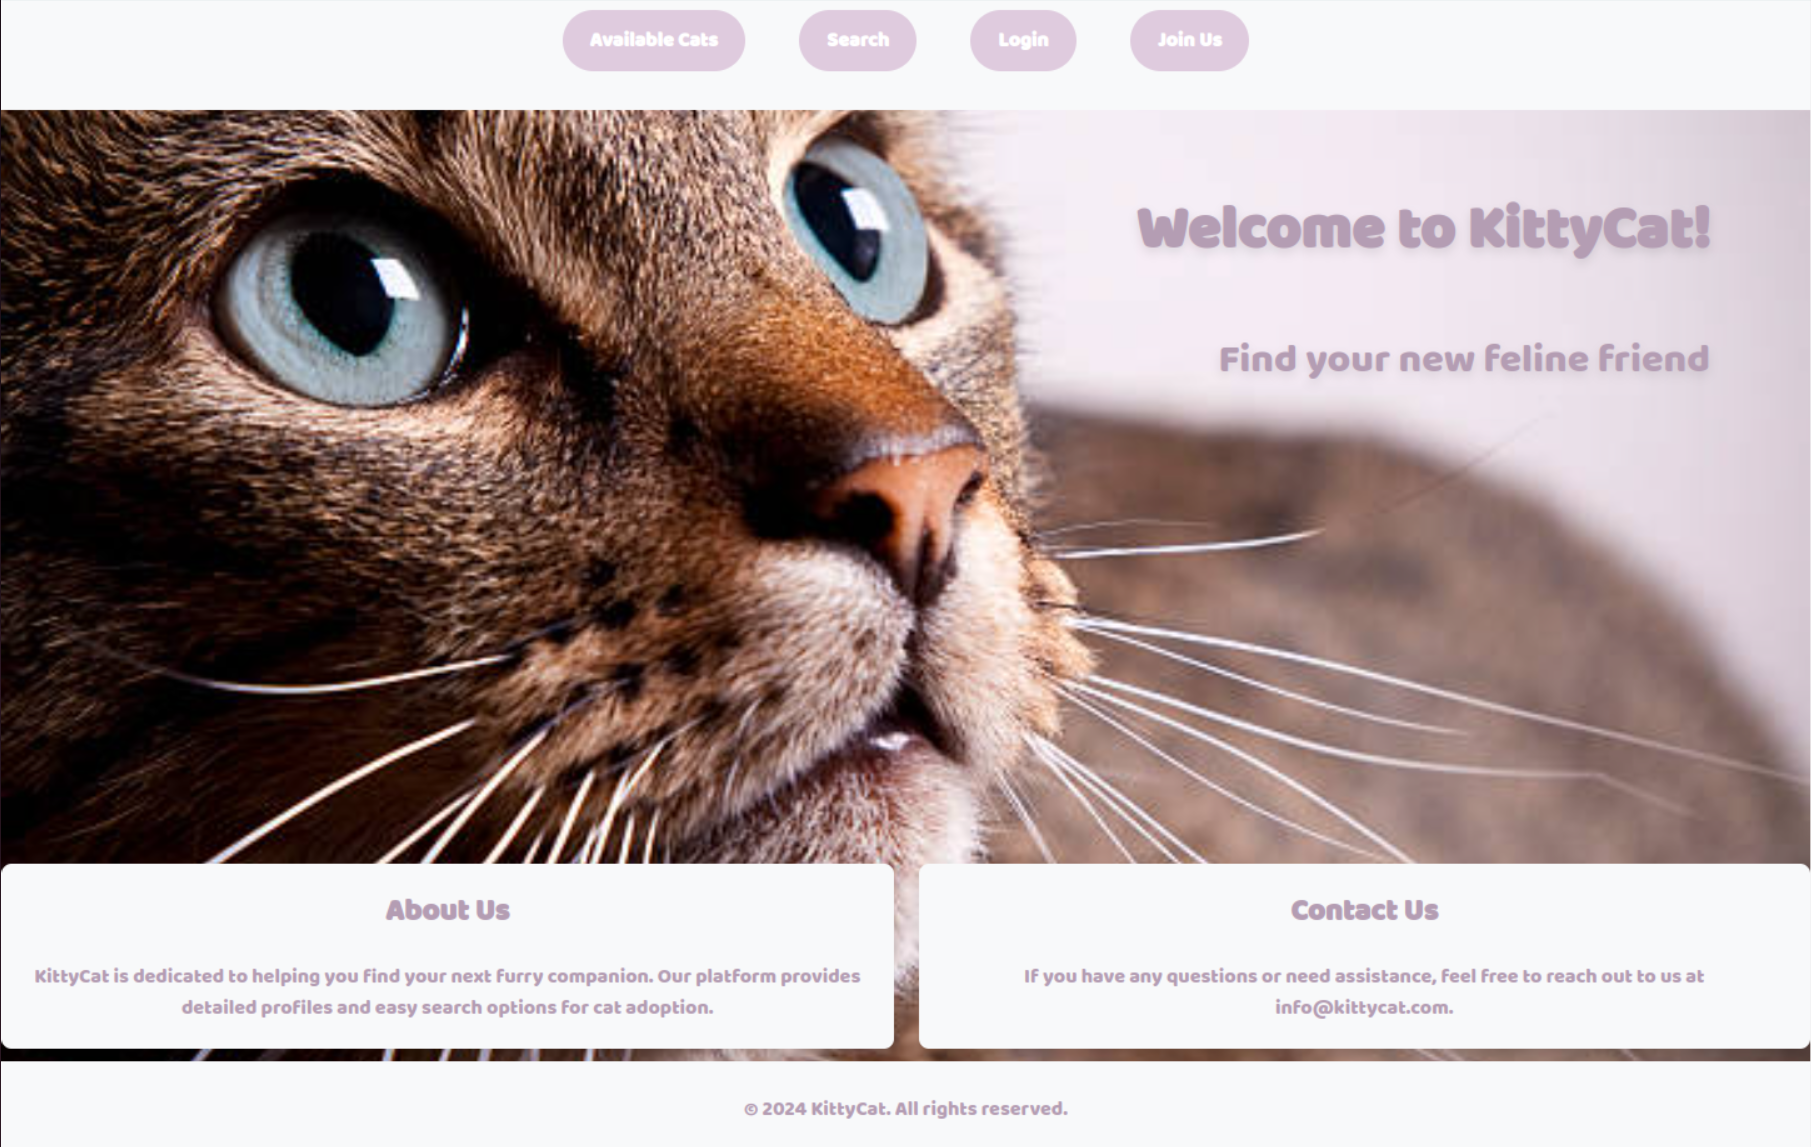 Available Cats
Search
Login
Join Us
Welcome to KittyCat!
Find your new feline friend
About Us
KittyCat is dedicated to helping you find your next furry companion. Our platform provides
detailed profiles and easy search options for cat adoption.
Contact Us
If you have any questions or need assistance, feel free to reach out to us at
info@kittycat.com.
© 2024 KittyCat. All rights reserved.